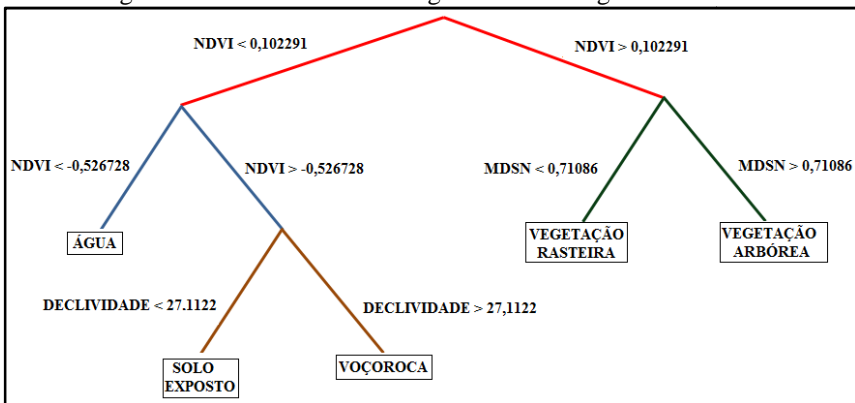 NDVI < 0,102291
NDVI > 0,102291
NDVI < -0,526728
NDVI > -0,526728
MDSN < 0,71086
MDSN > 0,71086
ÁGUA
VEGETAÇÃO
RASTEIRA
VEGETAÇÃO
ARBÓREA
DECLIVIDADE < 27.1122
DECLIVIDADE > 27,1122
SOLO
EXPOSTO
VOÇOROCA